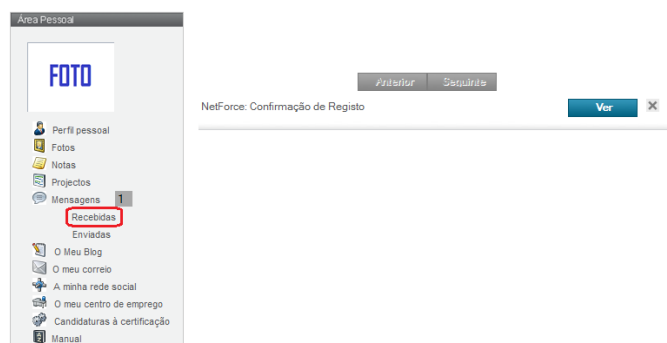 Área Pessoal
FOTO
Anterior Seguinte
NetForce: Confirmação de Registo Ver
Perfil pessoal
Fotos
Notas
Projectos
Mensagens 1
Recebidas
Enviadas
O Meu Blog
O meu correio
A minha rede social
O meu centro de emprego
Candidaturas à certificação
Manual